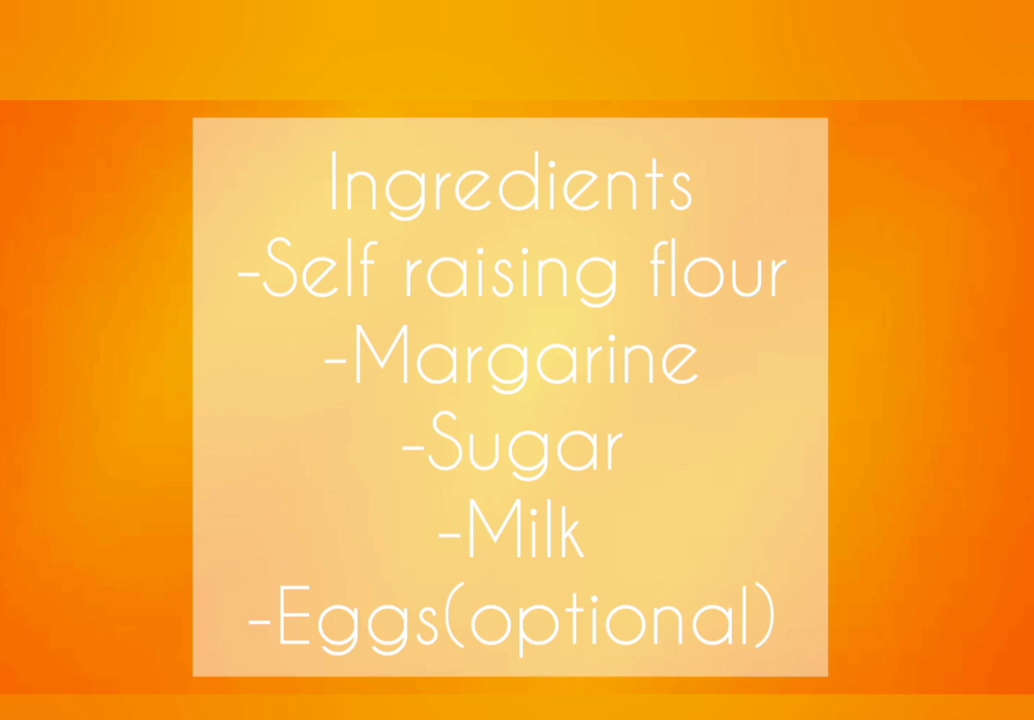 Ingredients
-Self raising flour
-Margarine
-Sugar
-Milk
-Eggs(optional)